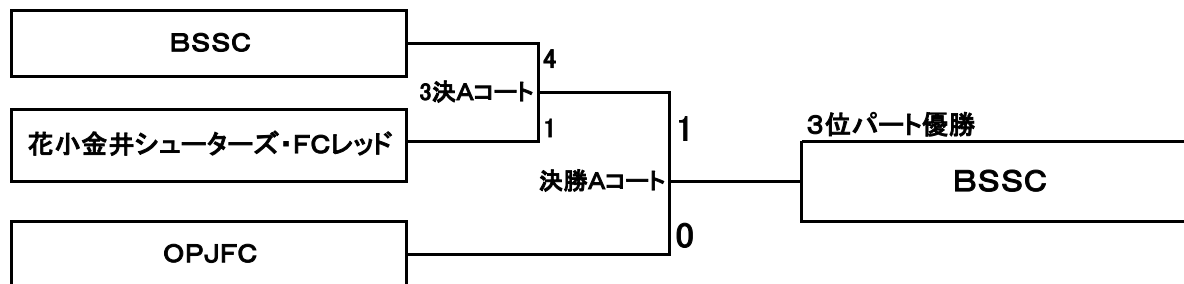 BSSC
4
3決Aコート
1
花小金井シューターズ・FCレッド
1
3位パート優勝
決勝Aコート
BSSC
0
OPJFC